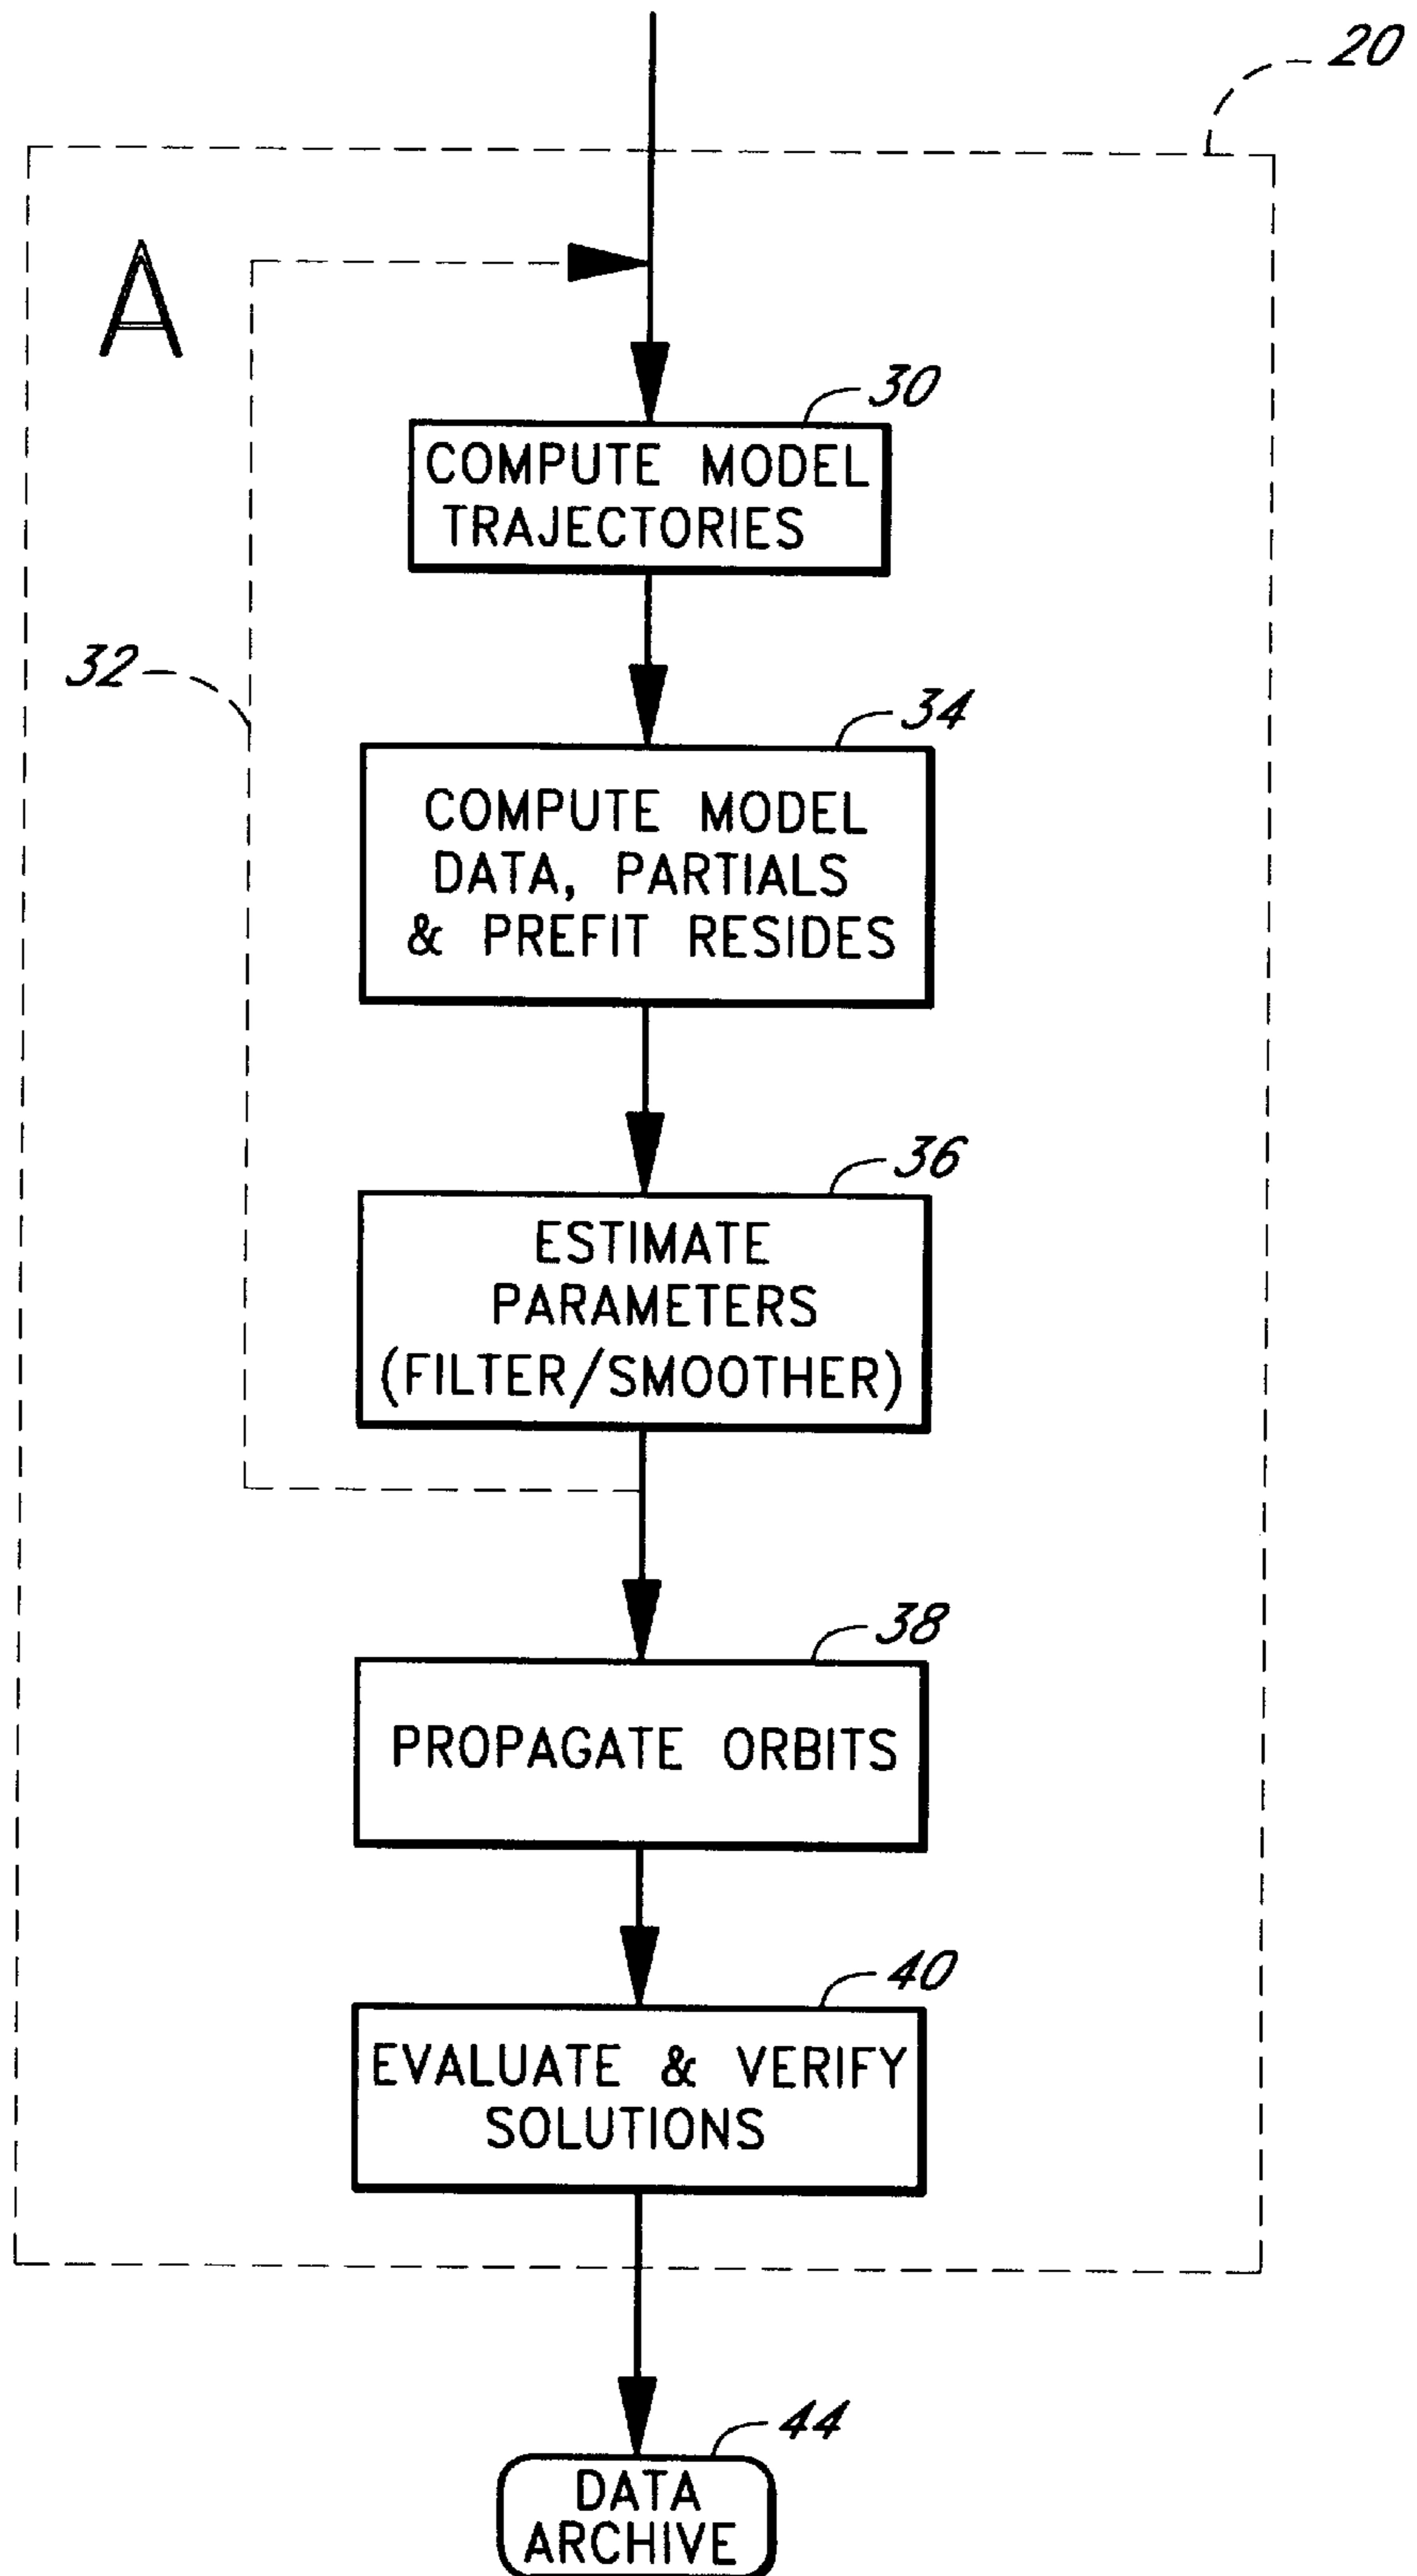 20
A
30
COMPUTE MODEL
TRAJECTORIES
32
34
COMPUTE MODEL
DATA, PARTIALS
& PREFIT RESIDES
36
ESTIMATE
PARAMETERS
(FILTER/SMOOTHER)
38
PROPAGATE ORBITS
40
EVALUATE & VERIFY
SOLUTIONS
44
DATA
ARCHIVE